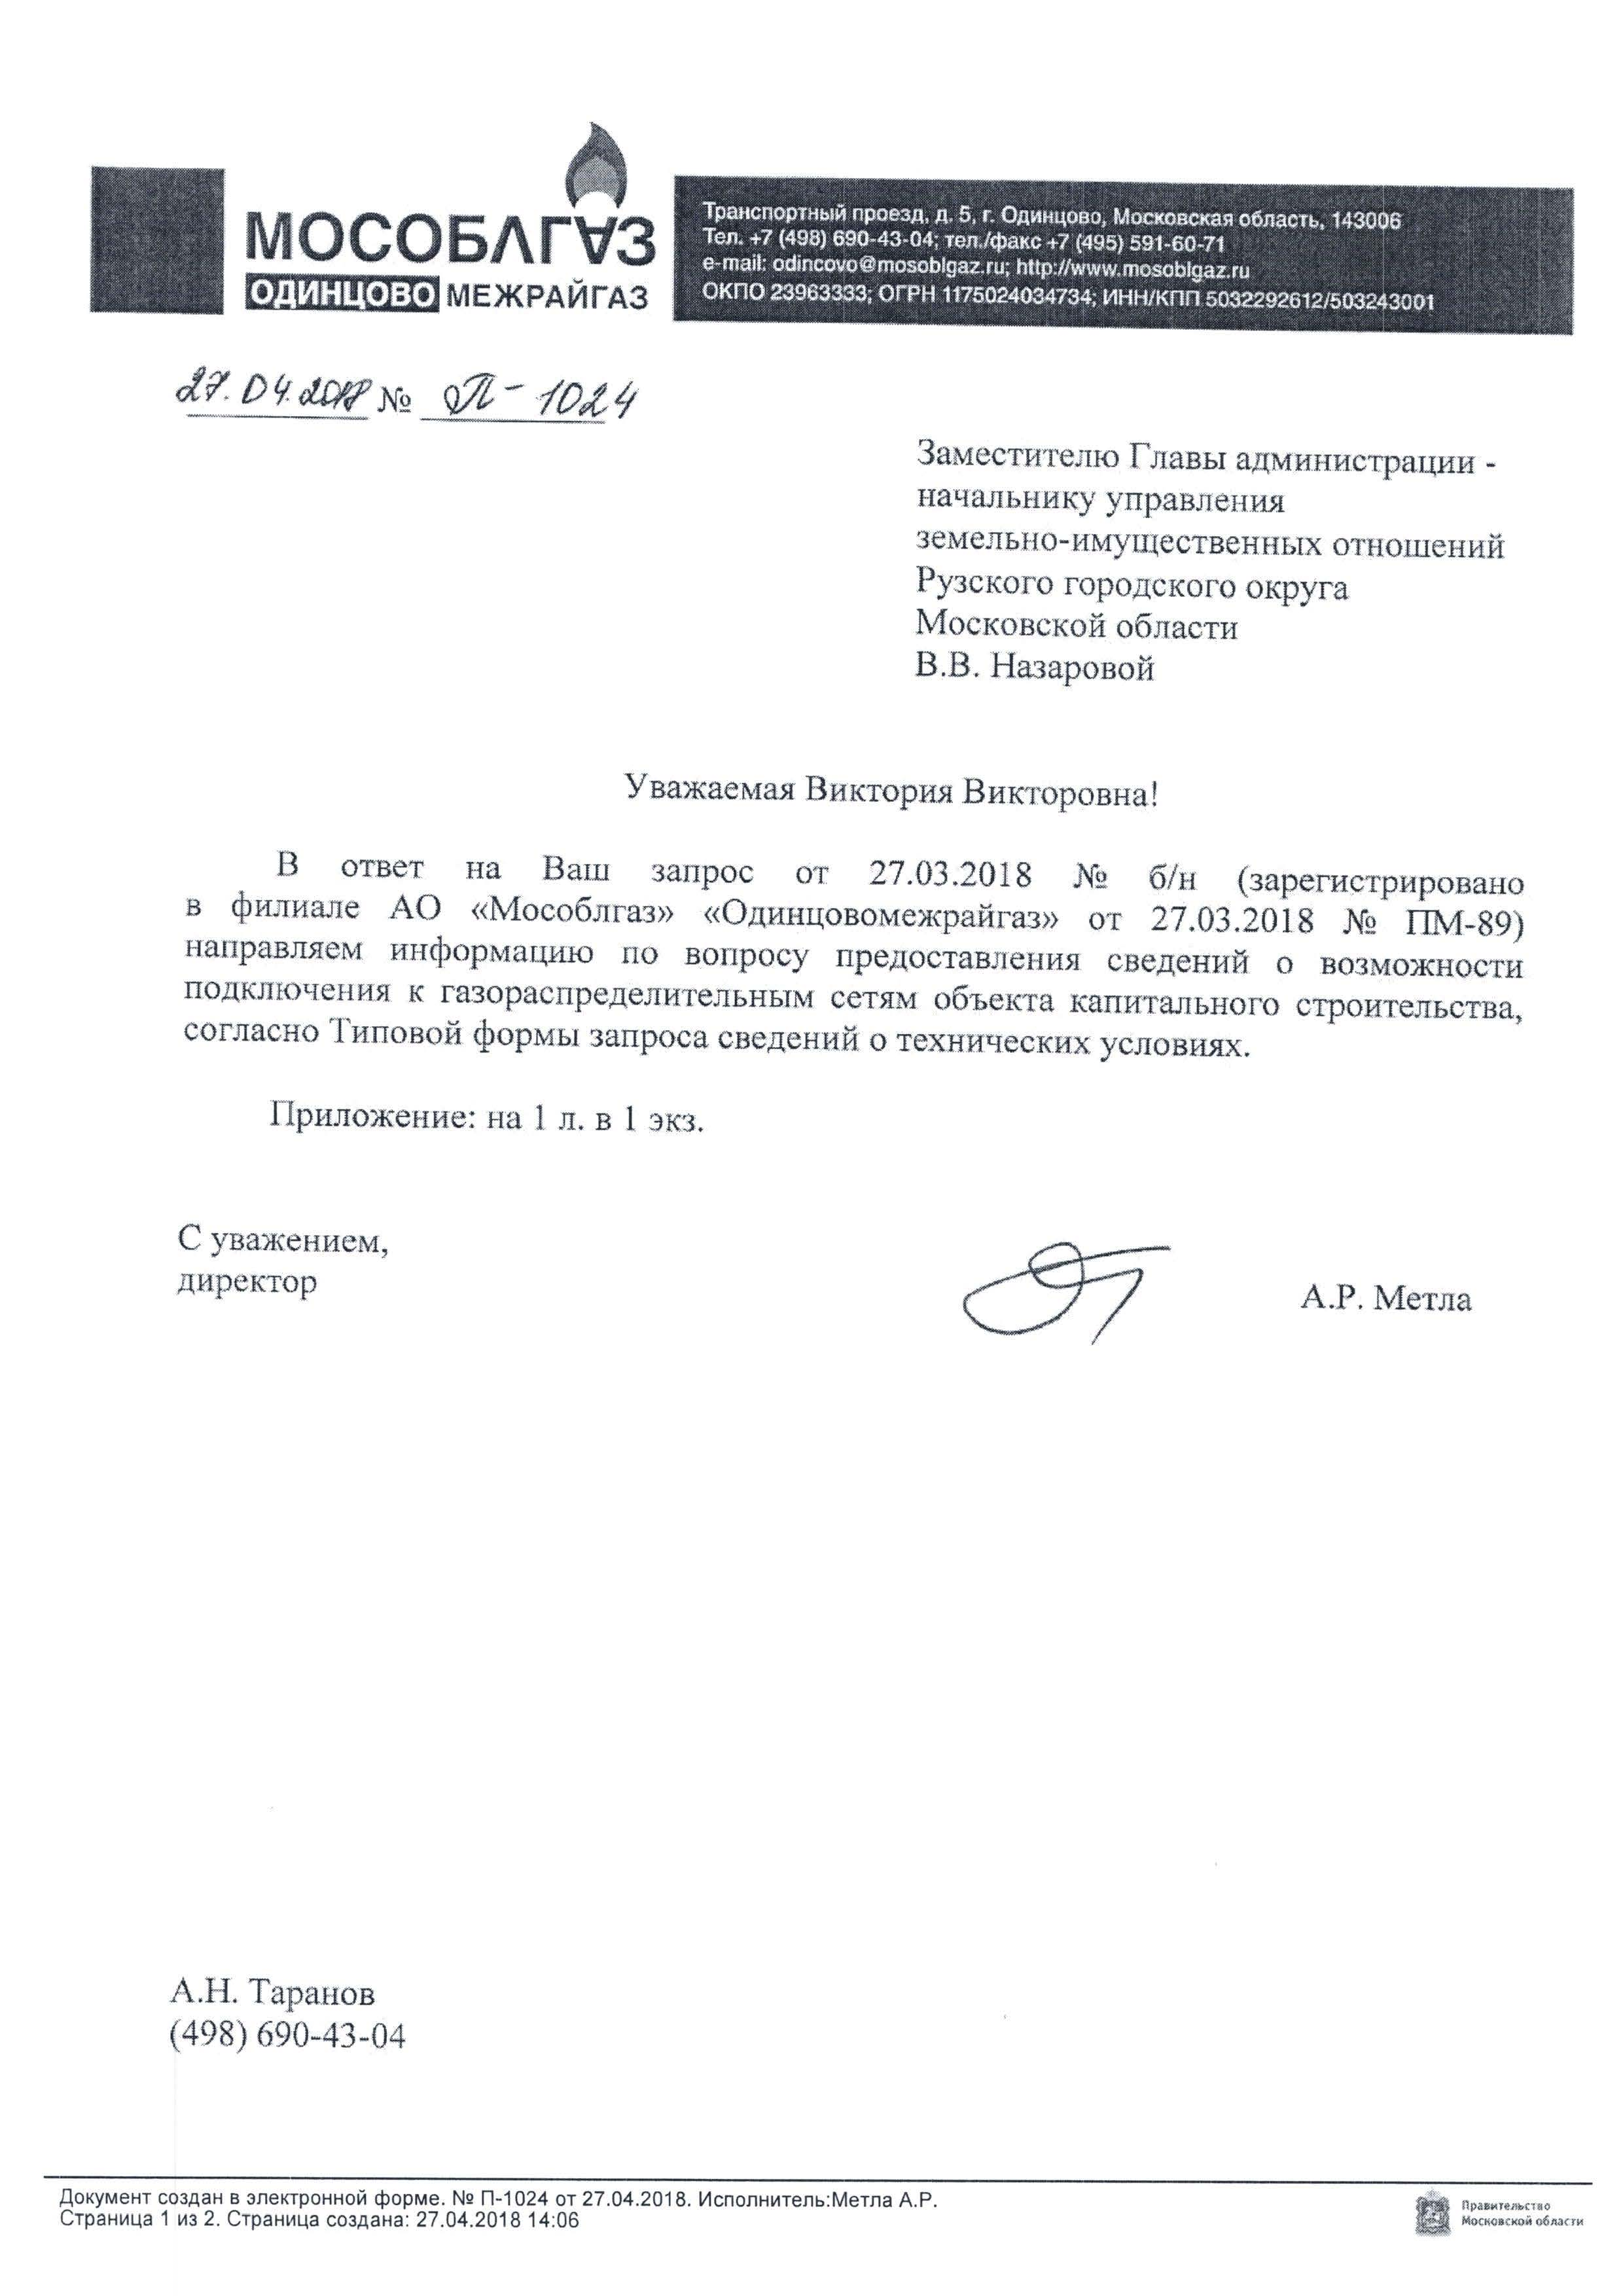 МОСОБЛГАЗ
ОДИНЦОВО МЕЖРАЙГАЗ
Транспортный проезд, д. 5, г. Одинцово, Московская область, 143006
Тел. +7 (498) 690-43-04; тел./факс +7 (495) 591-60-71
e-mail: odincovo@mosoblgaz.ru; http://www.mosoblgaz.ru
ОКПО 23963333; ОГРН 1175024034734; ИНН/КПП 5032292612/503243001
27.04.2018 № П-1024
Заместителю Главы администрации -
начальнику управления
земельно-имущественных отношений
Рузского городского округа
Московской области
В.В. Назаровой
Уважаемая Виктория Викторовна!
В ответ на Ваш запрос от 27.03.2018 № б/н (зарегистрировано
в филиале АО «Мособлгаз» «Одинцовомежрайгаз» от 27.03.2018 № ПМ-89)
направляем информацию по вопросу предоставления сведений о возможности
подключения к газораспределительным сетям объекта капитального строительства,
согласно Типовой формы запроса сведений о технических условиях.
Приложение: на 1 л. в 1 экз.
С уважением,
директор
А.Р. Метла
А.Н. Таранов
(498) 690-43-04
Документ создан в электронной форме. № П-1024 от 27.04.2018. Исполнитель:Метла А.Р.
Страница 1 из 2. Страница создана: 27.04.2018 14:06
Правительство
Московской области